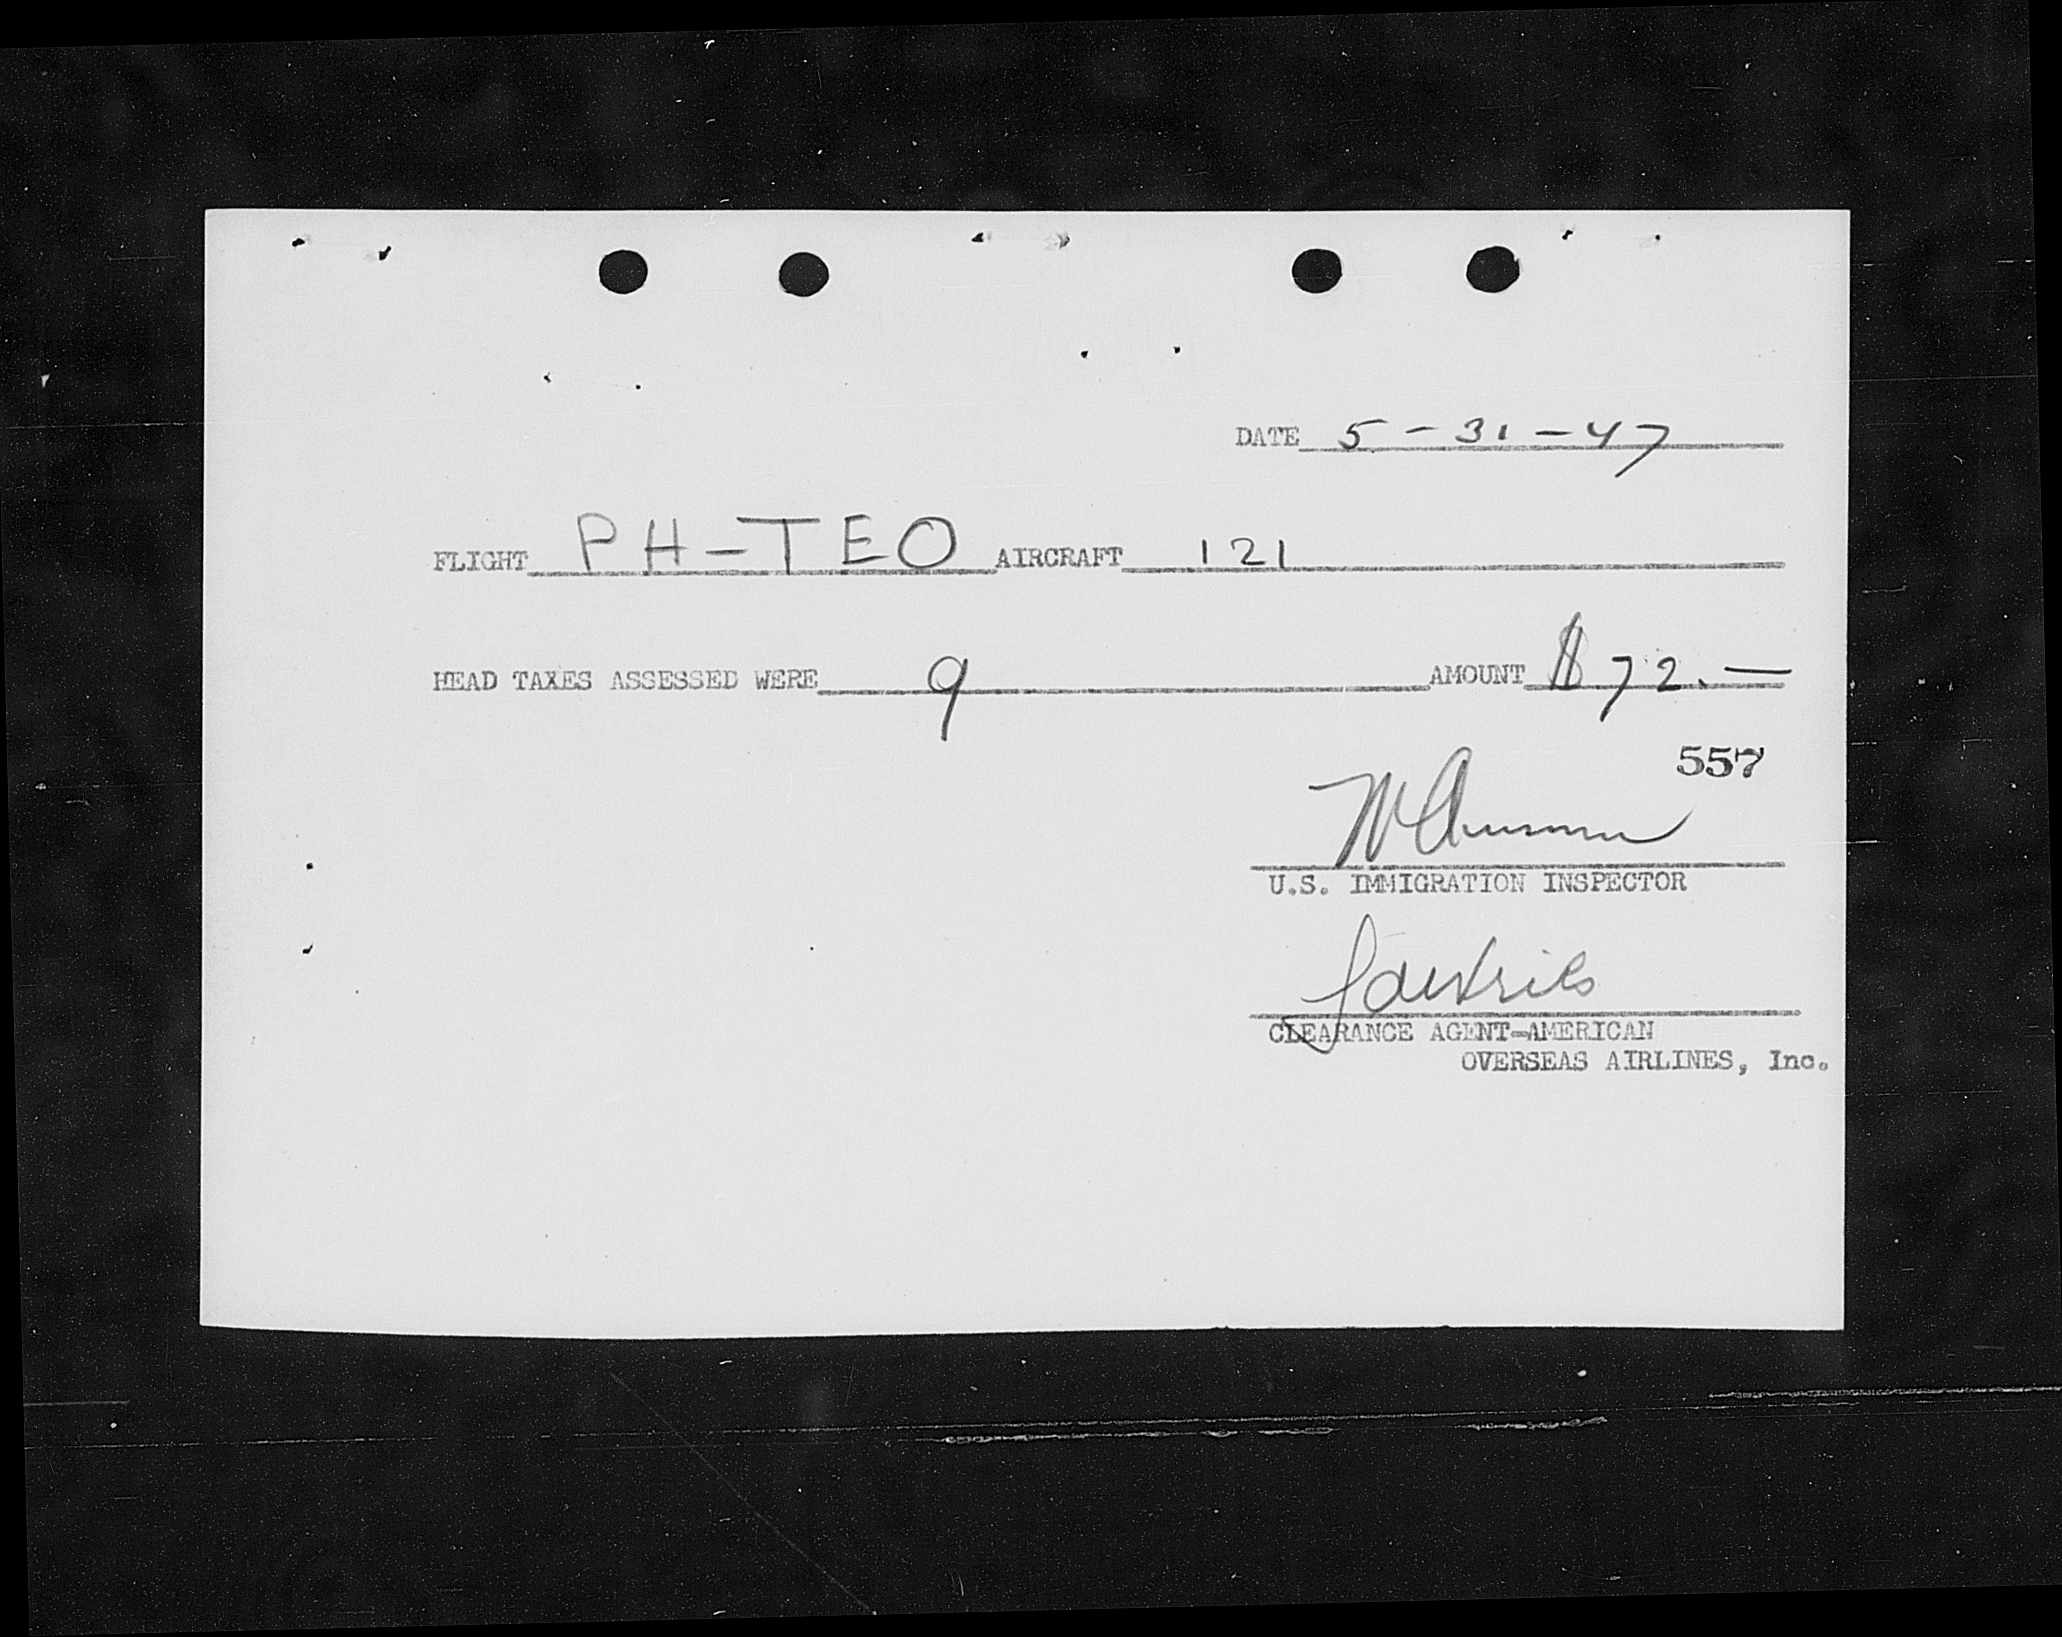 DATE 5-31-47
FLIGHT PH-TEO AIRCRAFT 121
HEAD TAXES ASSESSED WERE 9 AMOUNT $72.—
557
U.S. IMMIGRATION INSPECTOR
CLEARANCE AGENT-AMERICAN
OVERSEAS AIRLINES, Inc.